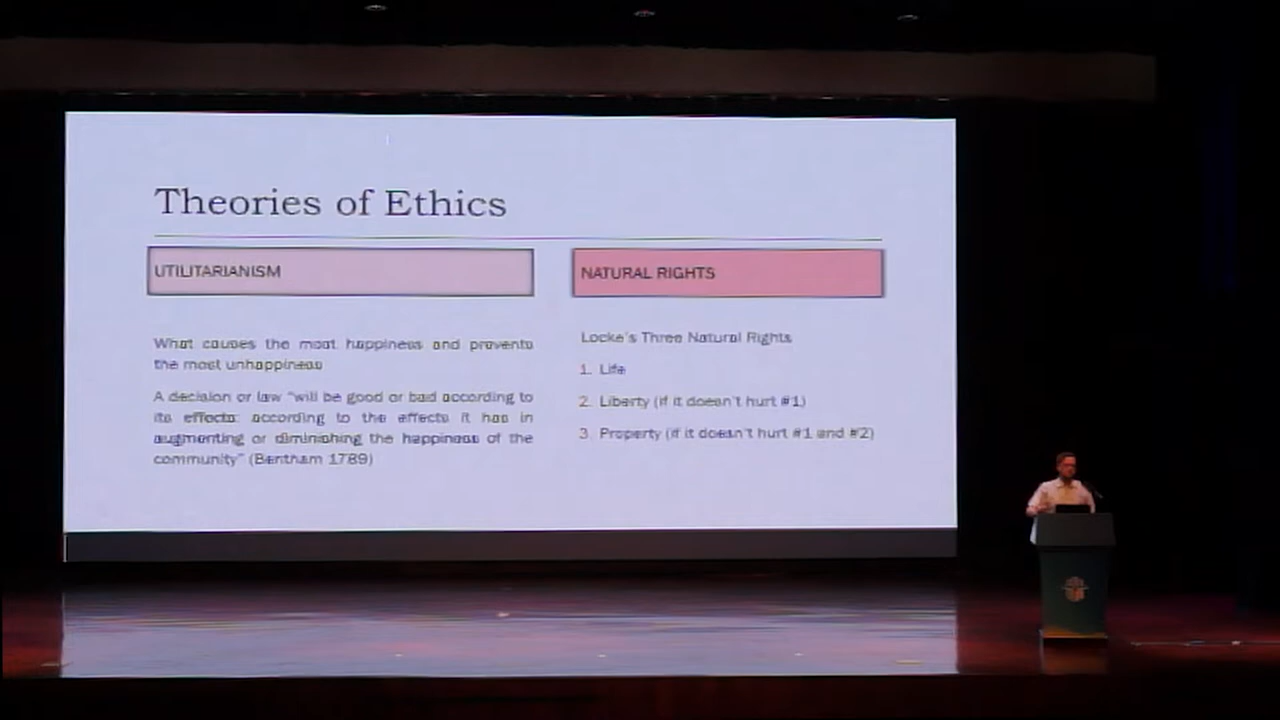 Theories of Ethics
UTILITARIANISM
What causes the most happiness and prevents
the most unhappiness
A decision or law "will be good or bad according to
its effects: according to the effects it has in
augmenting or diminishing the happiness of the
community" (Bentham 1789)
NATURAL RIGHTS
Locke's Three Natural Rights
1. Life
2. Liberty (if it doesn't hurt #1)
3. Property (if it doesn't hurt #1 and #2)